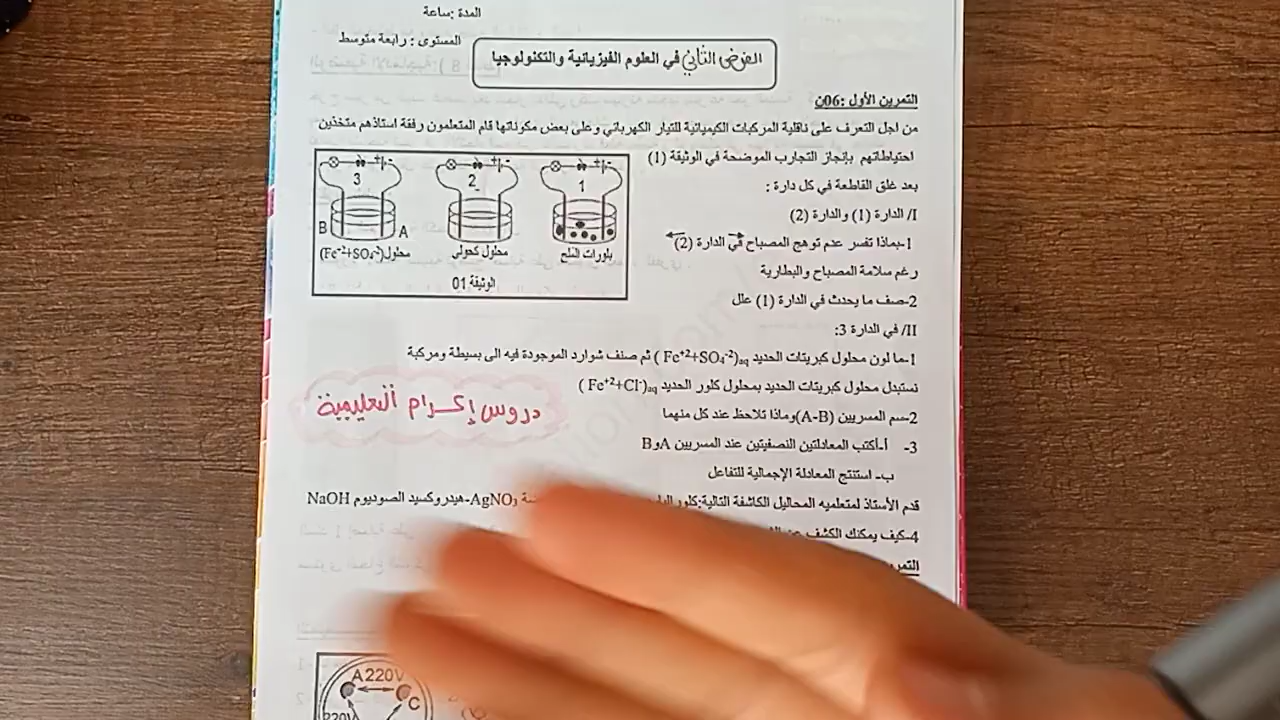 المدة :ساعة
المستوى : رابعة متوسط
الفرض الثاني في العلوم الفيزيائية والتكنولوجيا
التمرين الأول :06ن
من اجل التعرف على ناقلية المركبات الكيميائية للتيار الكهربائي وعلى بعض مكوناتها قام المتعلمون رفقة استاذهم متخذين
احتياطاتهم بإنجاز التجارب الموضحة في الوثيقة (1)
بعد غلق القاطعة في كل دارة :
I/ الدارة (1) والدارة (2)
1-بماذا تفسر عدم توهج المصباح في الدارة (2)
رغم سلامة المصباح والبطارية
2-صف ما يحدث في الدارة (1) علل
II/ في الدارة 3:
1 2 3
+ - + - + -
B A
بلورات الملح
محلول كحولي
محلول(Fe+2+SO4-2)
الوثيقة 01
1-ما لون محلول كبريتات الحديد (Fe+2+SO4-2)aq ثم صنف شوارد الموجودة فيه الى بسيطة ومركبة
نستبدل محلول كبريتات الحديد بمحلول كلور الحديد (Fe+2+Cl-)aq
2-سم المسريين (A-B)وماذا تلاحظ عند كل منهما
3- أ-أكتب المعادلتين النصفيتين عند المسريين A وB
ب- استنتج المعادلة الإجمالية للتفاعل
دروس إكرام التعليمية
قدم الأستاذ لمتعلميه المحاليل الكاشفة التالية:كلور AgNO3-هيدروكسيد الصوديوم NaOH
4-كيف يمكنك الكشف عن
A 220V
C
220V